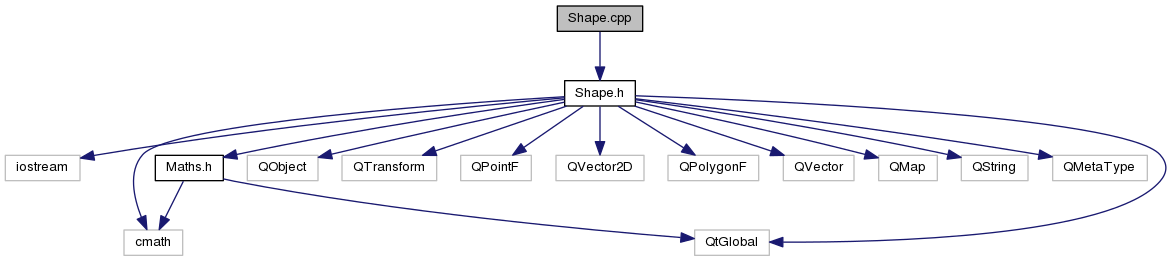 Shape.cpp
Shape.h
iostream
Maths.h
QObject
QTransform
QPointF
QVector2D
QPolygonF
QVector
QMap
QString
QMetaType
cmath
QtGlobal